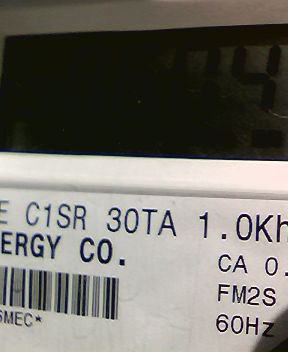 E C1SR 30TA 1.0Kh
ERGY CO.
CA 0.
FM2S
60Hz
SMEC*